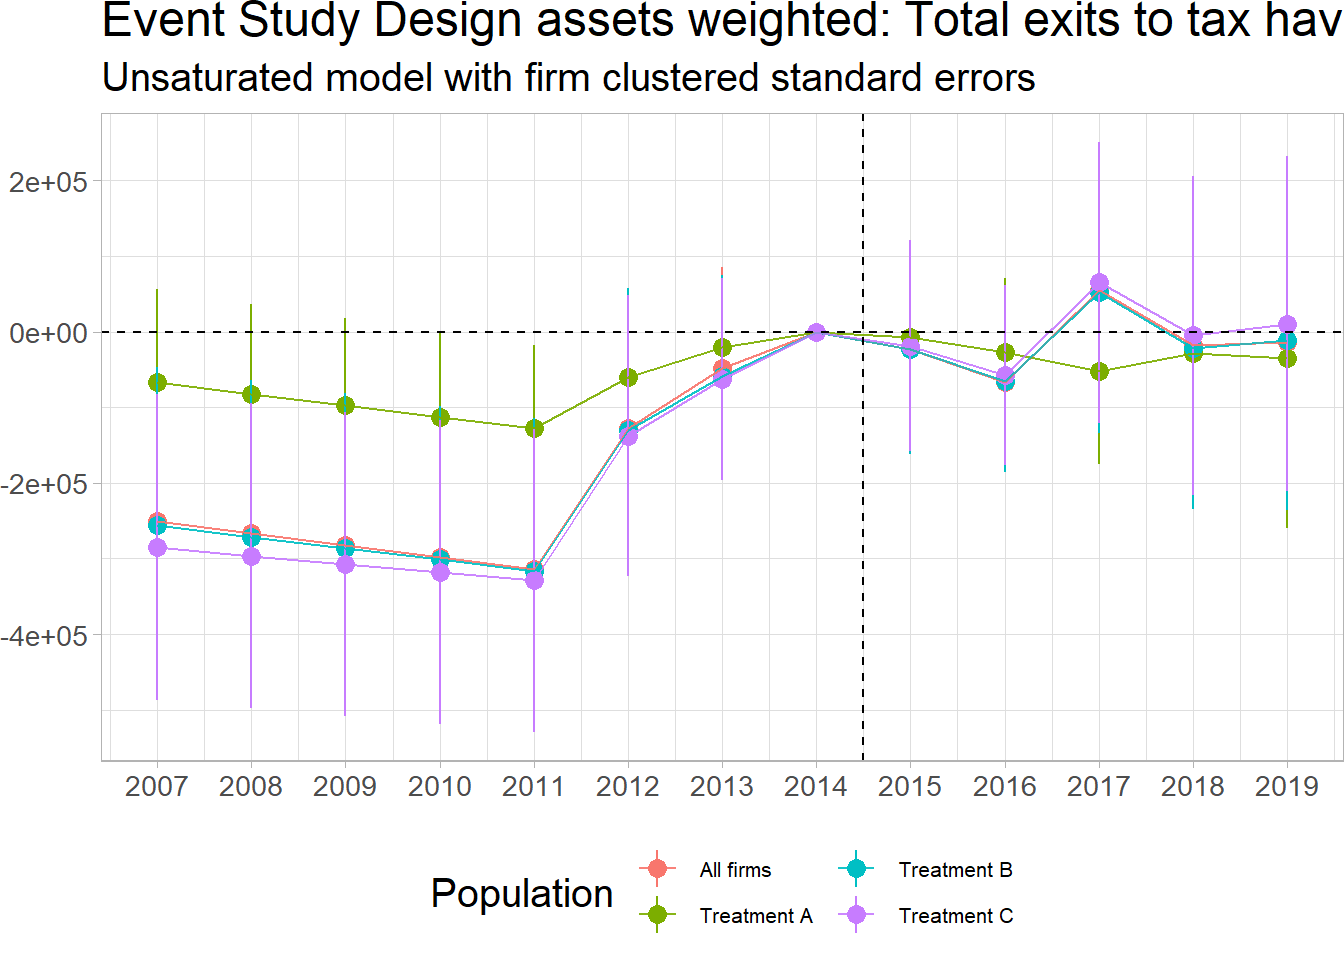 Event Study Design assets weighted: Total exits to tax hav
Unsaturated model with firm clustered standard errors
2e+05
0e+00
-2e+05
-4e+05
2007 2008 2009 2010 2011 2012 2013 2014 2015 2016 2017 2018 2019
Population
All firms
Treatment A
Treatment B
Treatment C